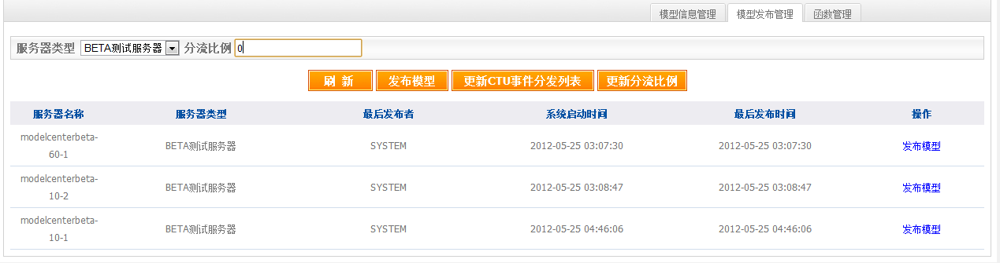 模型信息管理 模型发布管理 函数管理
服务器类型 BETA测试服务器 分流比例 0
刷 新 发布模型 更新CTU事件分发列表 更新分流比例
服务器名称 服务器类型 最后发布者 系统启动时间 最后发布时间 操作
modelcenterbeta-
60-1 BETA测试服务器 SYSTEM 2012-05-25 03:07:30 2012-05-25 03:07:30 发布模型
modelcenterbeta-
10-2 BETA测试服务器 SYSTEM 2012-05-25 03:08:47 2012-05-25 03:08:47 发布模型
modelcenterbeta-
10-1 BETA测试服务器 SYSTEM 2012-05-25 04:46:06 2012-05-25 04:46:06 发布模型